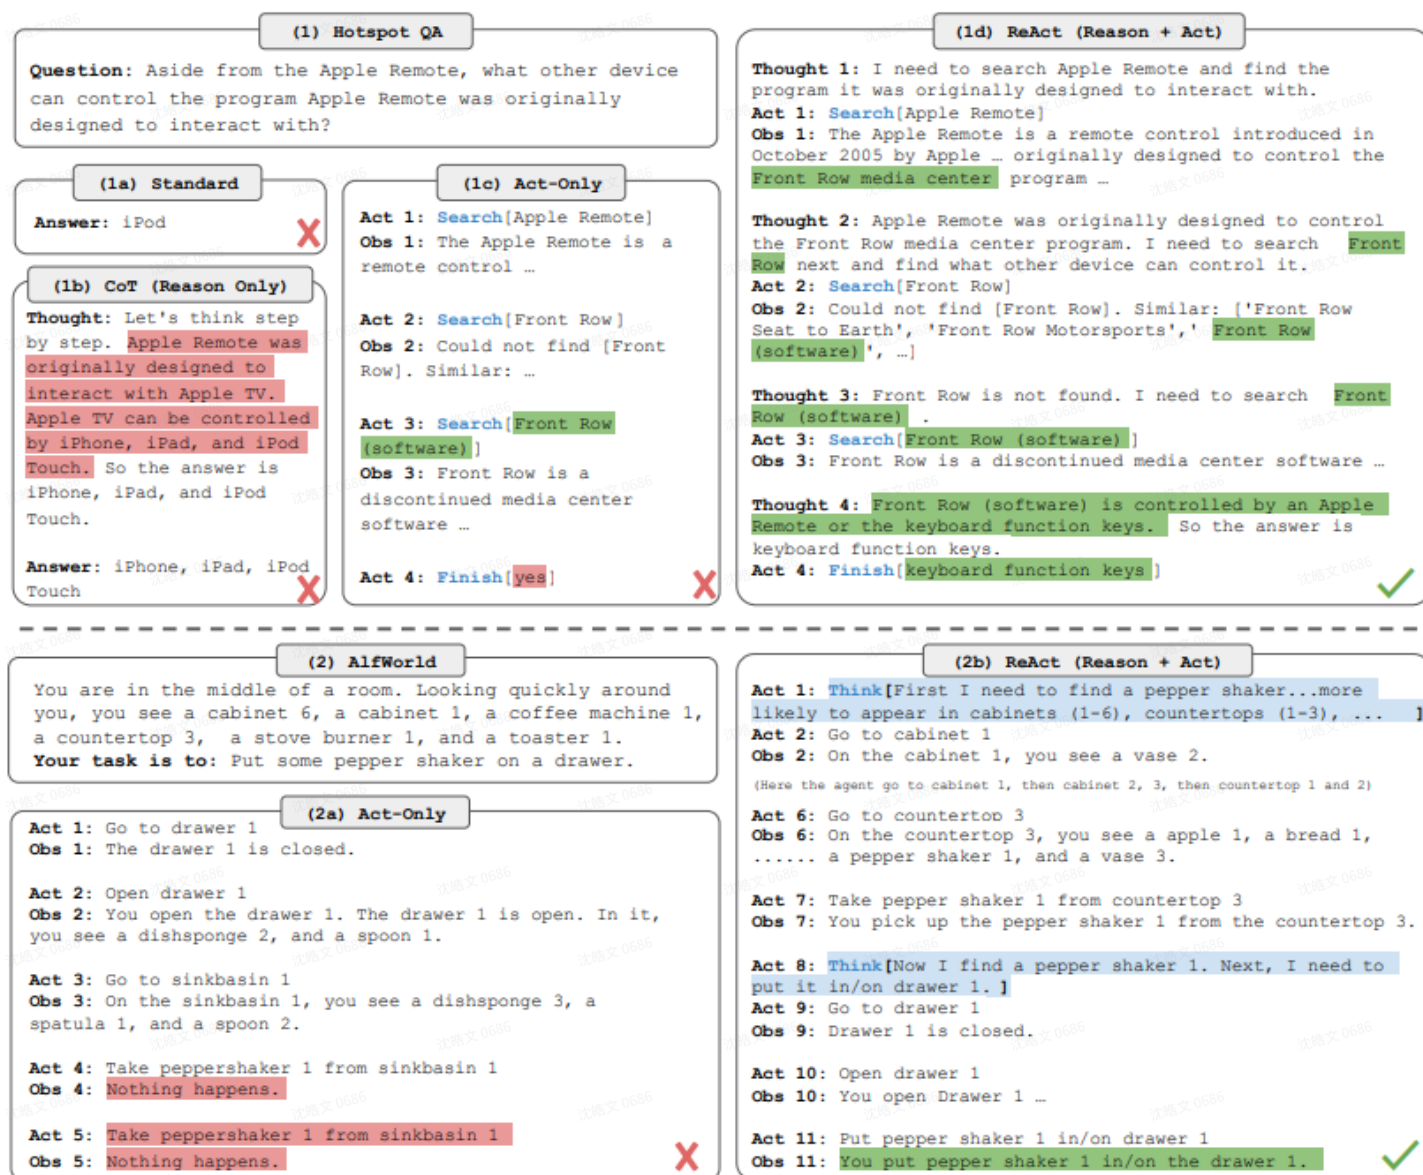 (1) Hotspot QA
Question: Aside from the Apple Remote, what other device
can control the program Apple Remote was originally
designed to interact with?
(1a) Standard
Answer: iPod
(1b) CoT (Reason Only)
Thought: Let's think step
by step. Apple Remote was
originally designed to
interact with Apple TV.
Apple TV can be controlled
by iPhone, iPad, and iPod
Touch. So the answer is
iPhone, iPad, and iPod
Touch.
Answer: iPhone, iPad, iPod
Touch
(1c) Act-Only
Act 1: Search[Apple Remote]
Obs 1: The Apple Remote is a
remote control …
Act 2: Search[Front Row]
Obs 2: Could not find [Front
Row]. Similar: …
Act 3: Search[Front Row
(software)]
Obs 3: Front Row is a
discontinued media center
software …
Act 4: Finish[yes]
(1d) ReAct (Reason + Act)
Thought 1: I need to search Apple Remote and find the
program it was originally designed to interact with.
Act 1: Search[Apple Remote]
Obs 1: The Apple Remote is a remote control introduced in
October 2005 by Apple … originally designed to control the
Front Row media center program …
Thought 2: Apple Remote was originally designed to control
the Front Row media center program. I need to search Front
Row next and find what other device can control it.
Act 2: Search[Front Row]
Obs 2: Could not find [Front Row]. Similar: ['Front Row
Seat to Earth', 'Front Row Motorsports',' Front Row
(software)', …]
Thought 3: Front Row is not found. I need to search Front
Row (software) .
Act 3: Search[Front Row (software)]
Obs 3: Front Row is a discontinued media center software …
Thought 4: Front Row (software) is controlled by an Apple
Remote or the keyboard function keys. So the answer is
keyboard function keys.
Act 4: Finish[keyboard function keys]
(2) AlfWorld
You are in the middle of a room. Looking quickly around
you, you see a cabinet 6, a cabinet 1, a coffee machine 1,
a countertop 3, a stove burner 1, and a toaster 1.
Your task is to: Put some pepper shaker on a drawer.
(2a) Act-Only
Act 1: Go to drawer 1
Obs 1: The drawer 1 is closed.
Act 2: Open drawer 1
Obs 2: You open the drawer 1. The drawer 1 is open. In it,
you see a dishsponge 2, and a spoon 1.
Act 3: Go to sinkbasin 1
Obs 3: On the sinkbasin 1, you see a dishsponge 3, a
spatula 1, and a spoon 2.
Act 4: Take peppershaker 1 from sinkbasin 1
Obs 4: Nothing happens.
Act 5: Take peppershaker 1 from sinkbasin 1
Obs 5: Nothing happens.
(2b) ReAct (Reason + Act)
Act 1: Think[First I need to find a pepper shaker...more
likely to appear in cabinets (1-6), countertops (1-3), ... ]
Act 2: Go to cabinet 1
Obs 2: On the cabinet 1, you see a vase 2.
(Here the agent go to cabinet 1, then cabinet 2, 3, then countertop 1 and 2)
Act 6: Go to countertop 3
Obs 6: On the countertop 3, you see a apple 1, a bread 1,
...... a pepper shaker 1, and a vase 3.
Act 7: Take pepper shaker 1 from countertop 3
Obs 7: You pick up the pepper shaker 1 from the countertop 3.
Act 8: Think[Now I find a pepper shaker 1. Next, I need to
put it in/on drawer 1. ]
Act 9: Go to drawer 1
Obs 9: Drawer 1 is closed.
Act 10: Open drawer 1
Obs 10: You open Drawer 1 …
Act 11: Put pepper shaker 1 in/on drawer 1
Obs 11: You put pepper shaker 1 in/on the drawer 1.